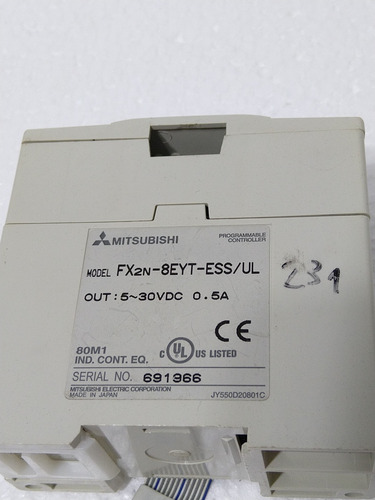 MITSUBISHI
PROGRAMMABLE
CONTROLLER
MODEL FX2N-8EYT-ESS/UL
OUT:5~30VDC 0.5A
231
CE
80M1
IND. CONT. EQ.
C UL US LISTED
SERIAL NO. 691966
MITSUBISHI ELECTRIC CORPORATION
MADE IN JAPAN
JY550D20801C